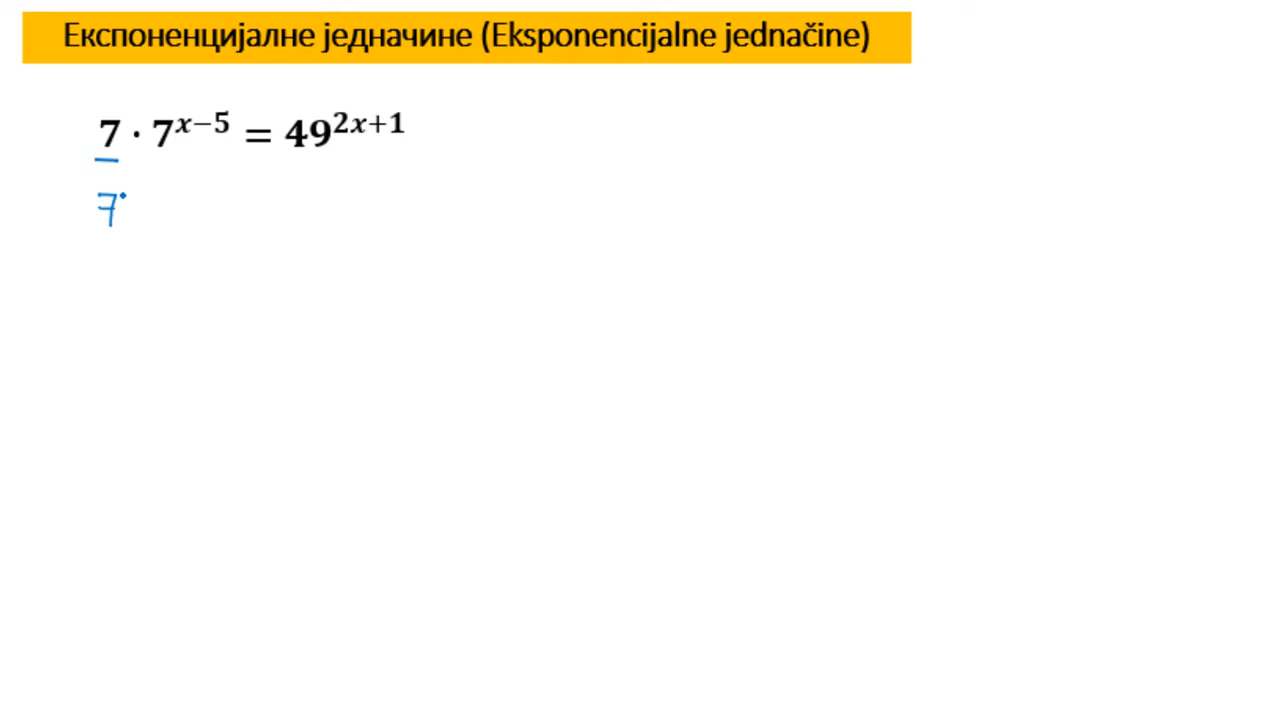 Експоненцијалне једначине (Eksponencijalne jednačine)
7 · 7^{x−5} = 49^{2x+1}
7